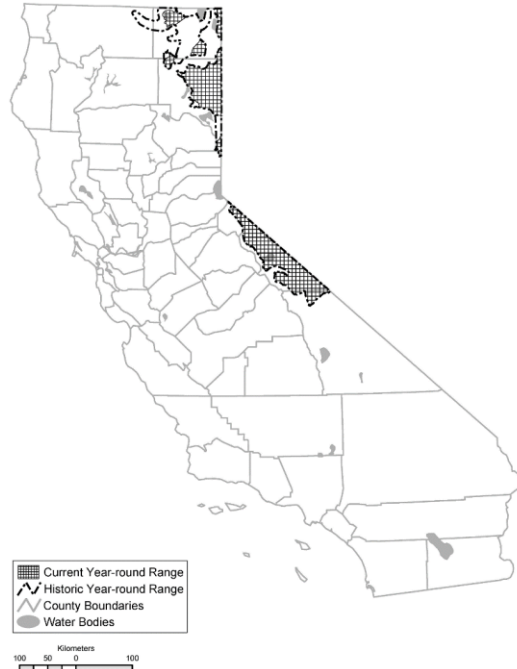 Current Year-round Range
Historic Year-round Range
County Boundaries
Water Bodies
Kilometers
100 50 0 100